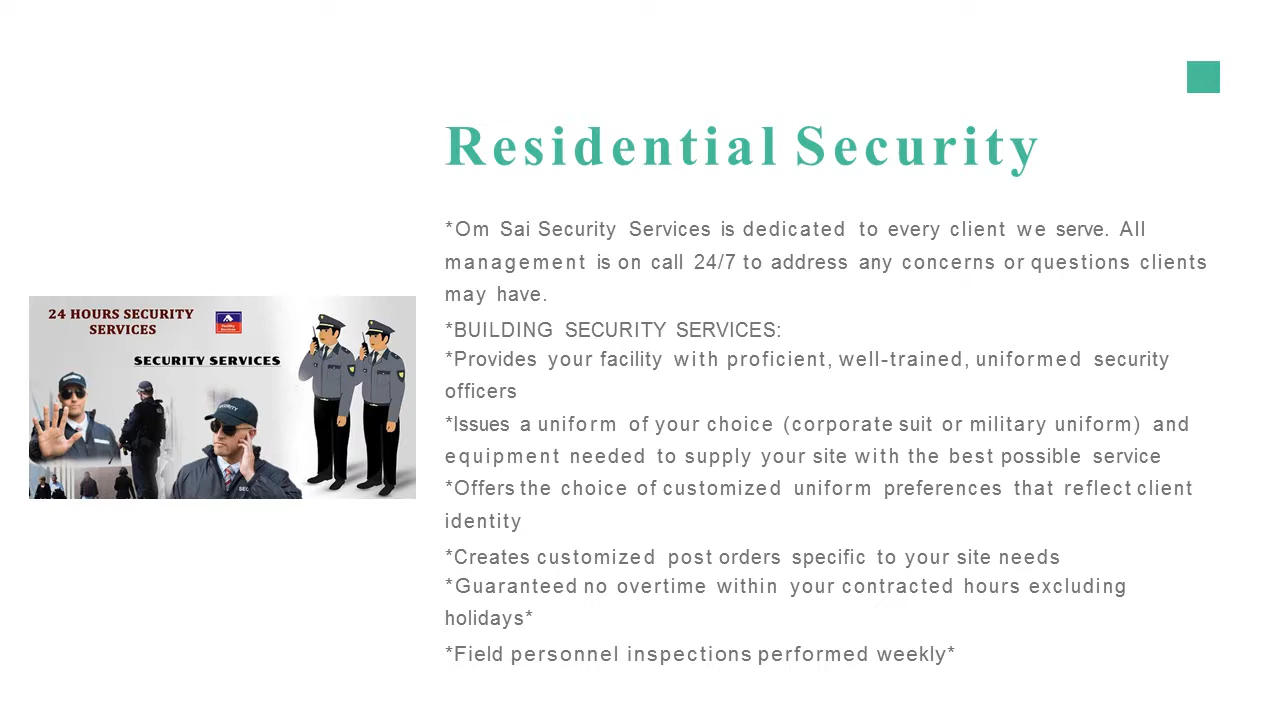 Residential Security
*Om Sai Security Services is dedicated to every client we serve. All
management is on call 24/7 to address any concerns or questions clients
may have.
24 HOURS SECURITY
SERVICES
Facility
Services
SECURITY SERVICES
SECURITY
SEC
*BUILDING SECURITY SERVICES:
*Provides your facility with proficient, well-trained, uniformed security
officers
*Issues a uniform of your choice (corporate suit or military uniform) and
equipment needed to supply your site with the best possible service
*Offers the choice of customized uniform preferences that reflect client
identity
*Creates customized post orders specific to your site needs
*Guaranteed no overtime within your contracted hours excluding
holidays*
*Field personnel inspections performed weekly*